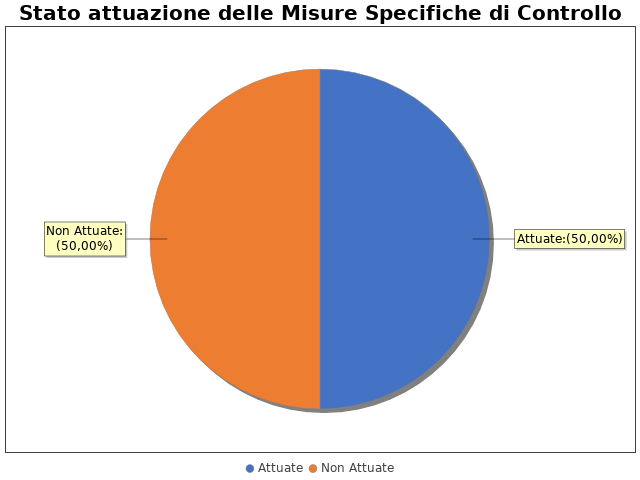 Stato attuazione delle Misure Specifiche di Controllo
Non Attuate:
(50,00%)
Attuate:(50,00%)
Attuate
Non Attuate